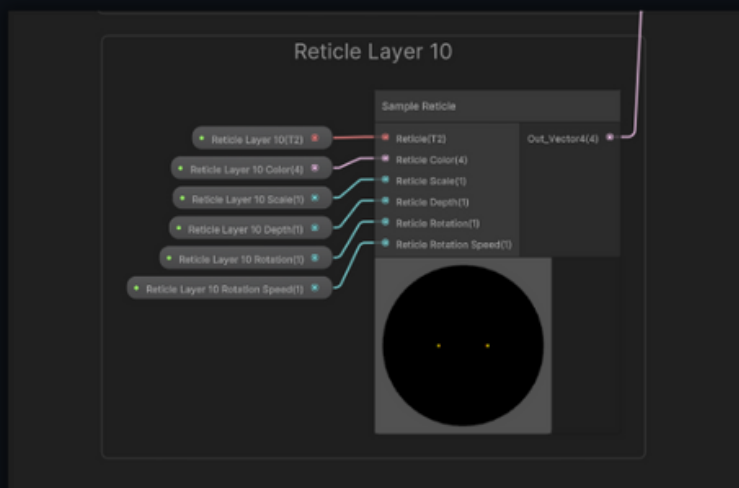 Reticle Layer 10
Sample Reticle
Reticle Layer 10(T2)
Reticle Layer 10 Color(4)
Reticle Layer 10 Scale(1)
Reticle Layer 10 Depth(1)
Reticle Layer 10 Rotation(1)
Reticle Layer 10 Rotation Speed(1)
Reticle(T2)
Reticle Color(4)
Reticle Scale(1)
Reticle Depth(1)
Reticle Rotation(1)
Reticle Rotation Speed(1)
Out_Vector4(4)